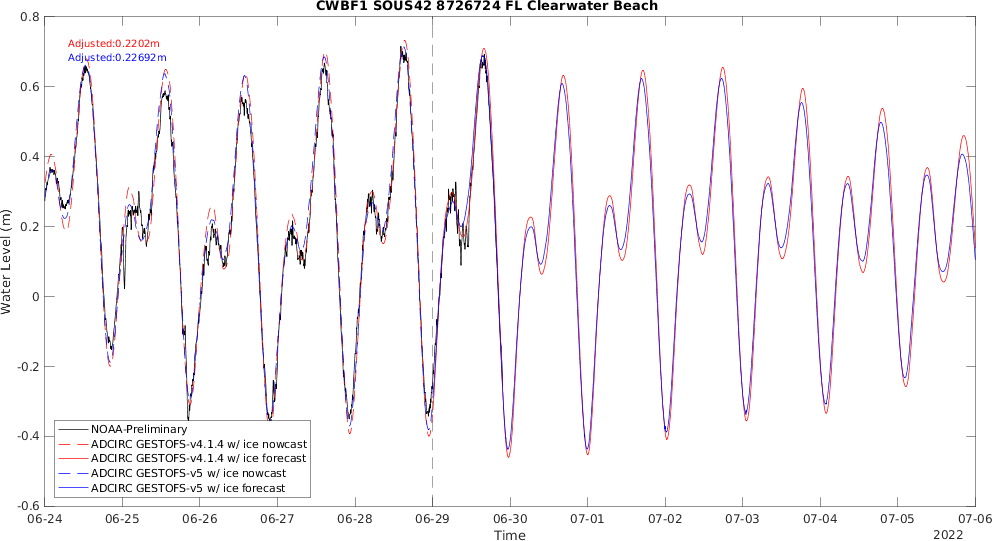 CWBF1 SOUS42 8726724 FL Clearwater Beach
Adjusted:0.2202m
Adjusted:0.22692m
Water Level (m)
0.8
0.6
0.4
0.2
0
-0.2
-0.4
-0.6
NOAA-Preliminary
ADCIRC GESTOFS-v4.1.4 w/ ice nowcast
ADCIRC GESTOFS-v4.1.4 w/ ice forecast
ADCIRC GESTOFS-v5 w/ ice nowcast
ADCIRC GESTOFS-v5 w/ ice forecast
06-24 06-25 06-26 06-27 06-28 06-29 06-30 07-01 07-02 07-03 07-04 07-05 07-06
Time
2022